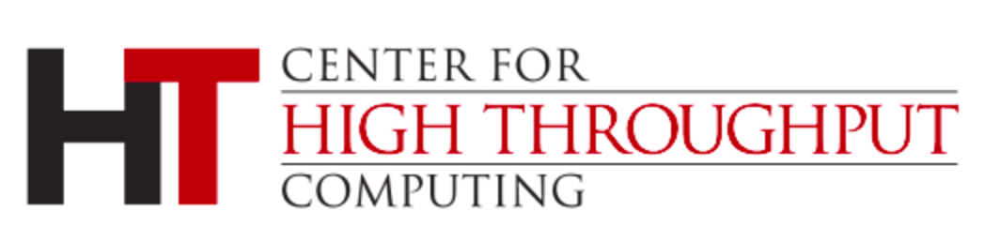 HT
CENTER FOR
HIGH THROUGHPUT
COMPUTING